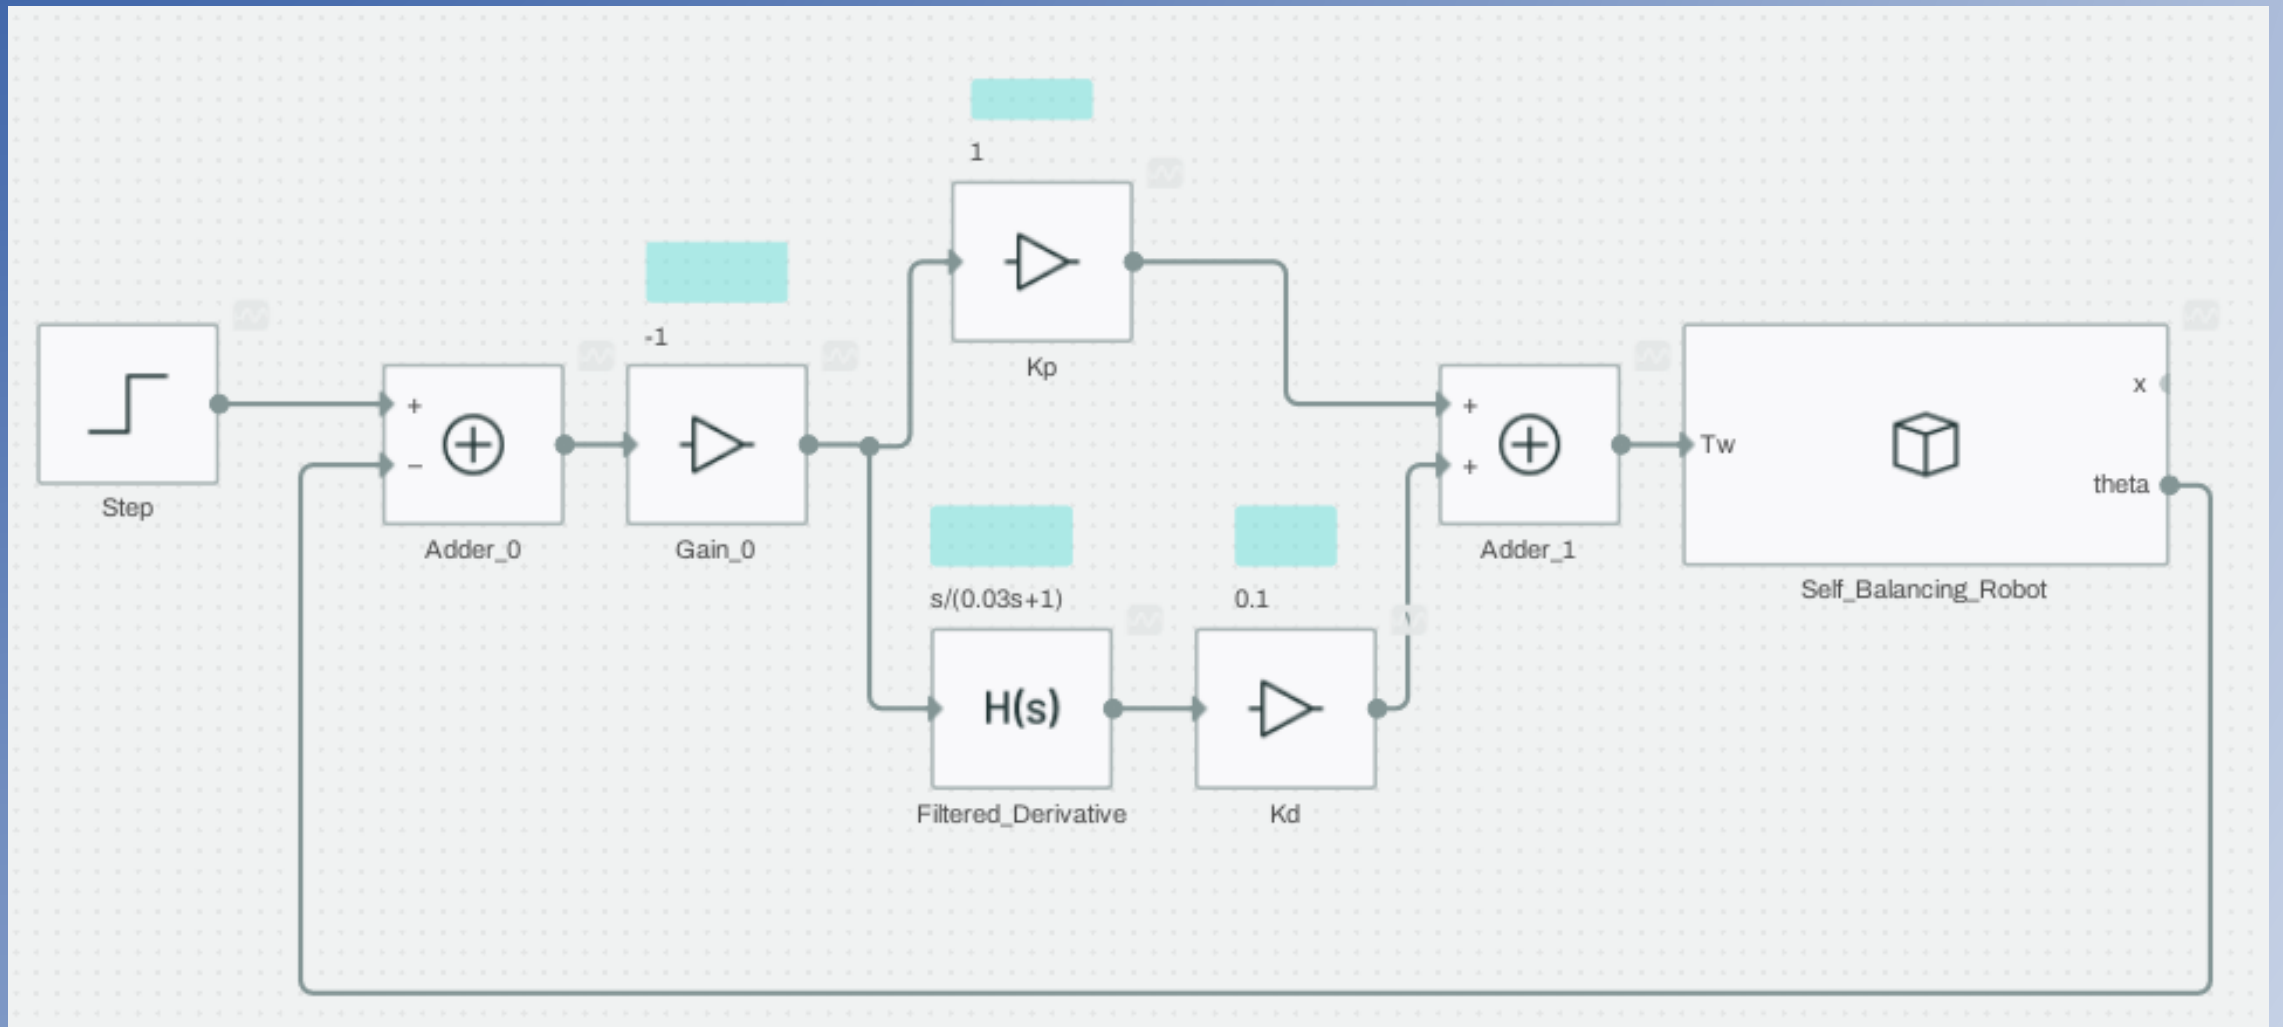 1
-1
Kp
Step
+
−
Adder_0
Gain_0
+
+
Adder_1
Tw
x
theta
Self_Balancing_Robot
s/(0.03s+1)
0.1
H(s)
Filtered_Derivative
Kd